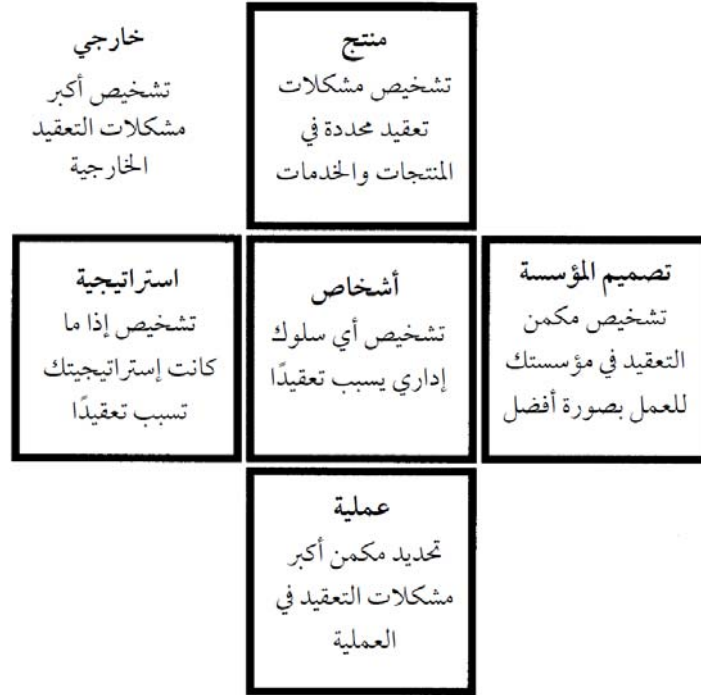 منتج
تشخيص مشكلات
تعقيد محددة في
المنتجات والخدمات
خارجي
تشخيص أكبر
مشكلات التعقيد
الخارجية
تصميم المؤسسة
تشخيص مكمن
التعقيد في مؤسستك
للعمل بصورة أفضل
أشخاص
تشخيص أي سلوك
إداري يسبب تعقيدًا
استراتيجية
تشخيص إذا ما
كانت إستراتيجيتك
تسبب تعقيدًا
عملية
تحديد مكمن أكبر
مشكلات التعقيد في
العملية